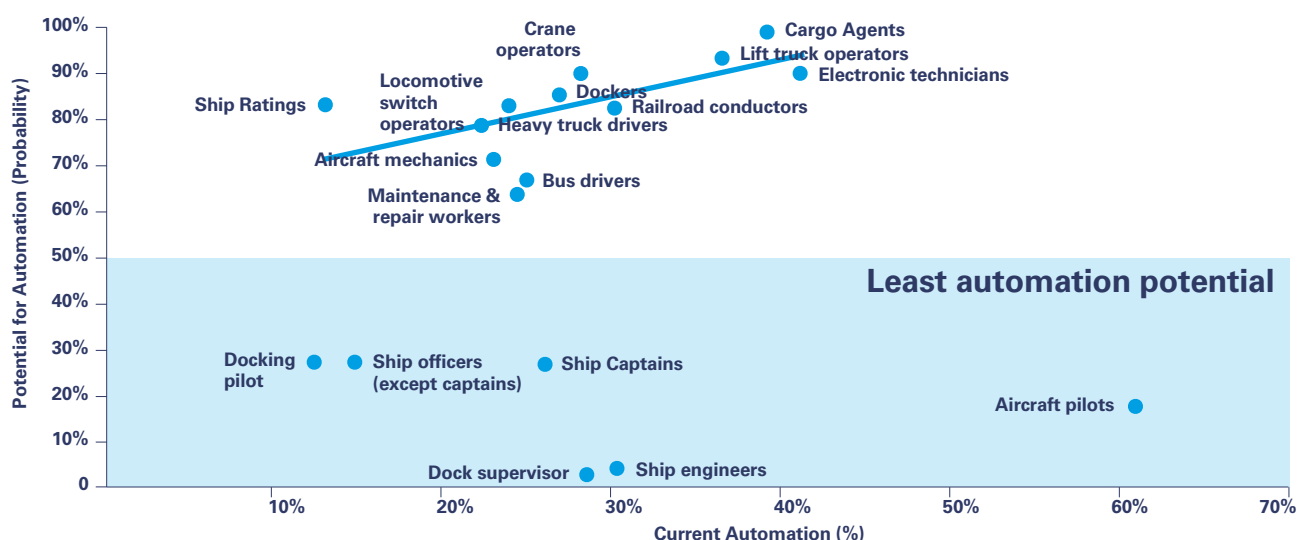 Potential for Automation (Probability)
100%
90%
80%
70%
60%
50%
40%
30%
20%
10%
0
Crane
operators
Cargo Agents
Lift truck operators
Electronic technicians
Locomotive
switch
operators
Ship Ratings
Dockers
Railroad conductors
Heavy truck drivers
Aircraft mechanics
Bus drivers
Maintenance &
repair workers
Least automation potential
Docking
pilot
Ship officers
(except captains)
Ship Captains
Aircraft pilots
Dock supervisor
Ship engineers
10%
20%
30%
40%
50%
60%
70%
Current Automation (%)